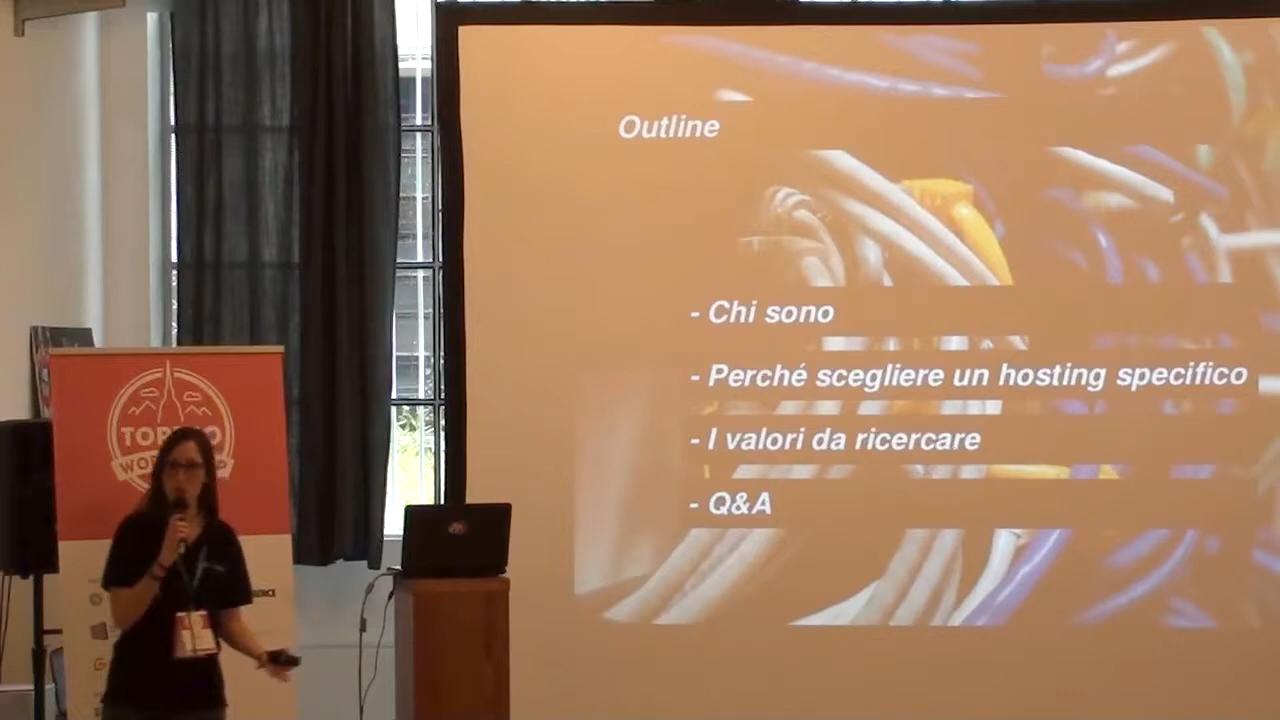 Outline
- Chi sono
- Perché scegliere un hosting specifico
- I valori da ricercare
- Q&A